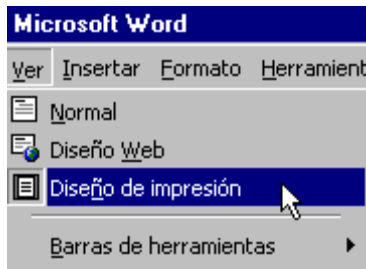 Microsoft Word
Ver Insertar Formato Herramient
Normal
Diseño Web
Diseño de impresión
Barras de herramientas